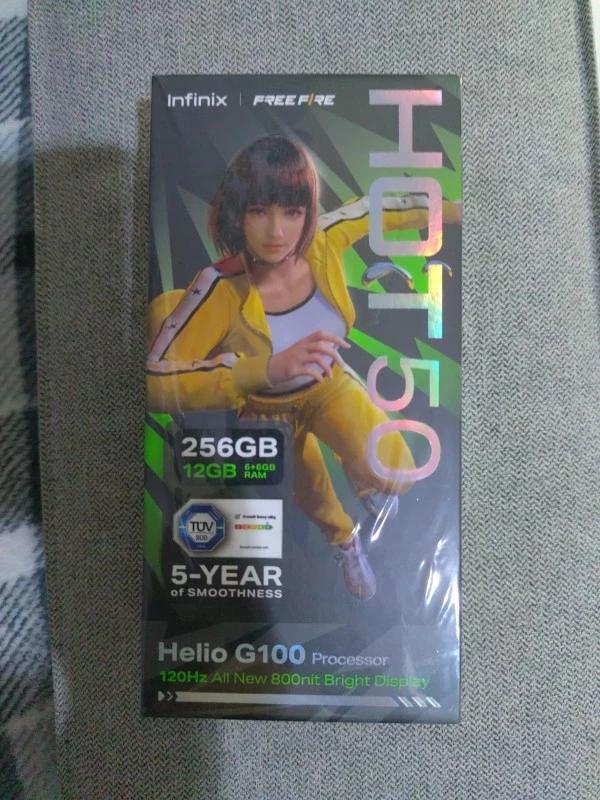 Infinix | FREE FIRE
HOT 50
256GB
12GB 6+6GB
RAM
TÜV
SÜD
5-YEAR
of SMOOTHNESS
Helio G100 Processor
120Hz All New 800nit Bright Display